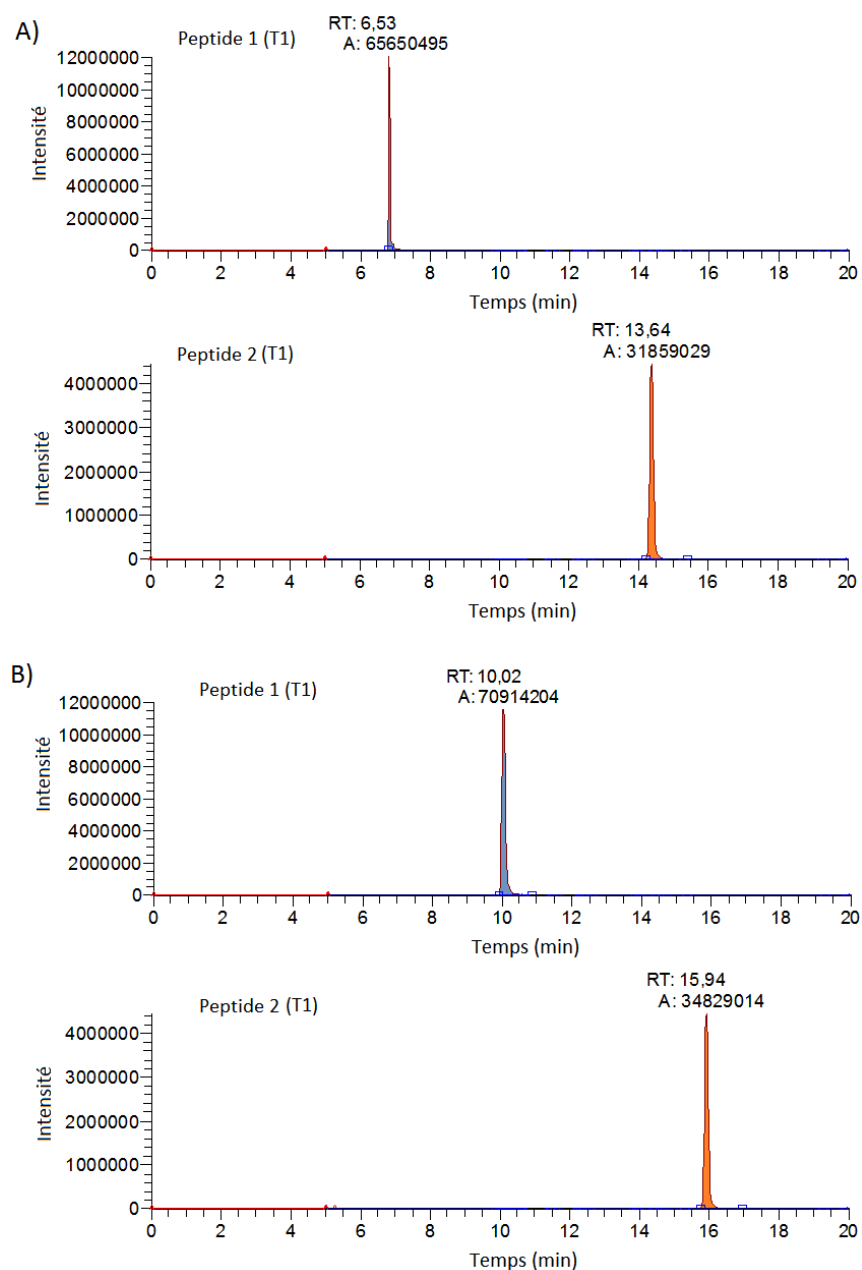 A)
Peptide 1 (T1)
RT: 6,53
A: 65650495
12000000
10000000
8000000
6000000
4000000
2000000
0
Intensité
0 2 4 6 8 10 12 14 16 18 20
Temps (min)
Peptide 2 (T1)
RT: 13,64
A: 31859029
4000000
3000000
2000000
1000000
0
Intensité
0 2 4 6 8 10 12 14 16 18 20
Temps (min)
B)
Peptide 1 (T1)
RT: 10,02
A: 70914204
12000000
10000000
8000000
6000000
4000000
2000000
0
Intensité
0 2 4 6 8 10 12 14 16 18 20
Temps (min)
Peptide 2 (T1)
RT: 15,94
A: 34829014
4000000
3000000
2000000
1000000
0
Intensité
0 2 4 6 8 10 12 14 16 18 20
Temps (min)